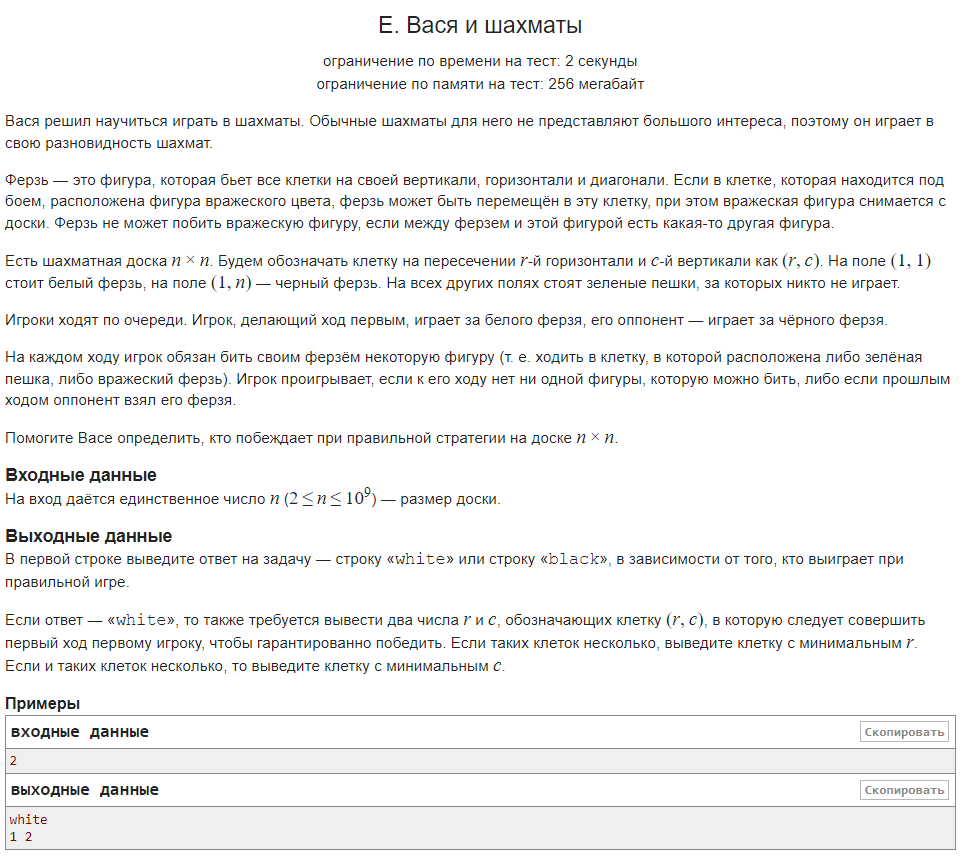 E. Вася и шахматы
ограничение по времени на тест: 2 секунды
ограничение по памяти на тест: 256 мегабайт
Вася решил научиться играть в шахматы. Обычные шахматы для него не представляют большого интереса, поэтому он играет в
свою разновидность шахмат.
Ферзь — это фигура, которая бьет все клетки на своей вертикали, горизонтали и диагонали. Если в клетке, которая находится под
боем, расположена фигура вражеского цвета, ферзь может быть перемещён в эту клетку, при этом вражеская фигура снимается с
доски. Ферзь не может побить вражескую фигуру, если между ферзем и этой фигурой есть какая-то другая фигура.
Есть шахматная доска n × n. Будем обозначать клетку на пересечении r-й горизонтали и c-й вертикали как (r, c). На поле (1, 1)
стоит белый ферзь, на поле (1, n) — черный ферзь. На всех других полях стоят зеленые пешки, за которых никто не играет.
Игроки ходят по очереди. Игрок, делающий ход первым, играет за белого ферзя, его оппонент — играет за чёрного ферзя.
На каждом ходу игрок обязан бить своим ферзём некоторую фигуру (т. е. ходить в клетку, в которой расположена либо зелёная
пешка, либо вражеский ферзь). Игрок проигрывает, если к его ходу нет ни одной фигуры, которую можно бить, либо если прошлым
ходом оппонент взял его ферзя.
Помогите Васе определить, кто побеждает при правильной стратегии на доске n × n.
Входные данные
На вход даётся единственное число n (2 ≤ n ≤ 10⁹) — размер доски.
Выходные данные
В первой строке выведите ответ на задачу — строку «white» или строку «black», в зависимости от того, кто выиграет при
правильной игре.
Если ответ — «white», то также требуется вывести два числа r и c, обозначающих клетку (r, c), в которую следует совершить
первый ход первому игроку, чтобы гарантированно победить. Если таких клеток несколько, выведите клетку с минимальным r.
Если и таких клеток несколько, то выведите клетку с минимальным c.
Примеры
входные данные Скопировать
2
выходные данные Скопировать
white
1 2